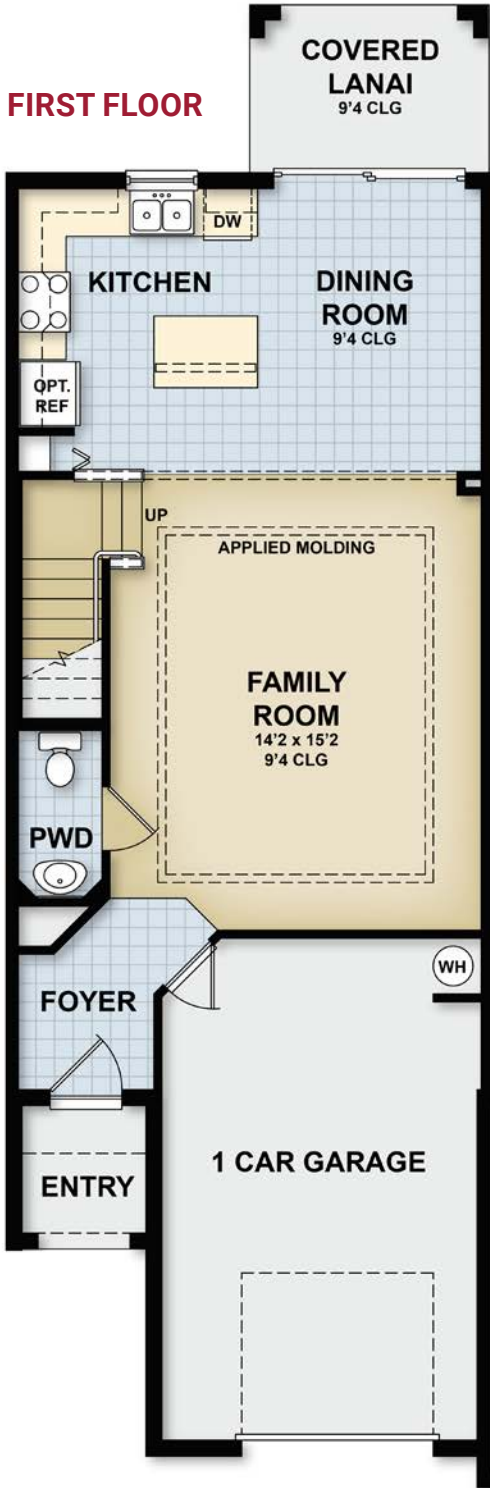 FIRST FLOOR
COVERED
LANAI
9'4 CLG
DW
KITCHEN
DINING
ROOM
9'4 CLG
OPT.
REF
UP
APPLIED MOLDING
FAMILY
ROOM
14'2 x 15'2
9'4 CLG
PWD
WH
FOYER
1 CAR GARAGE
ENTRY